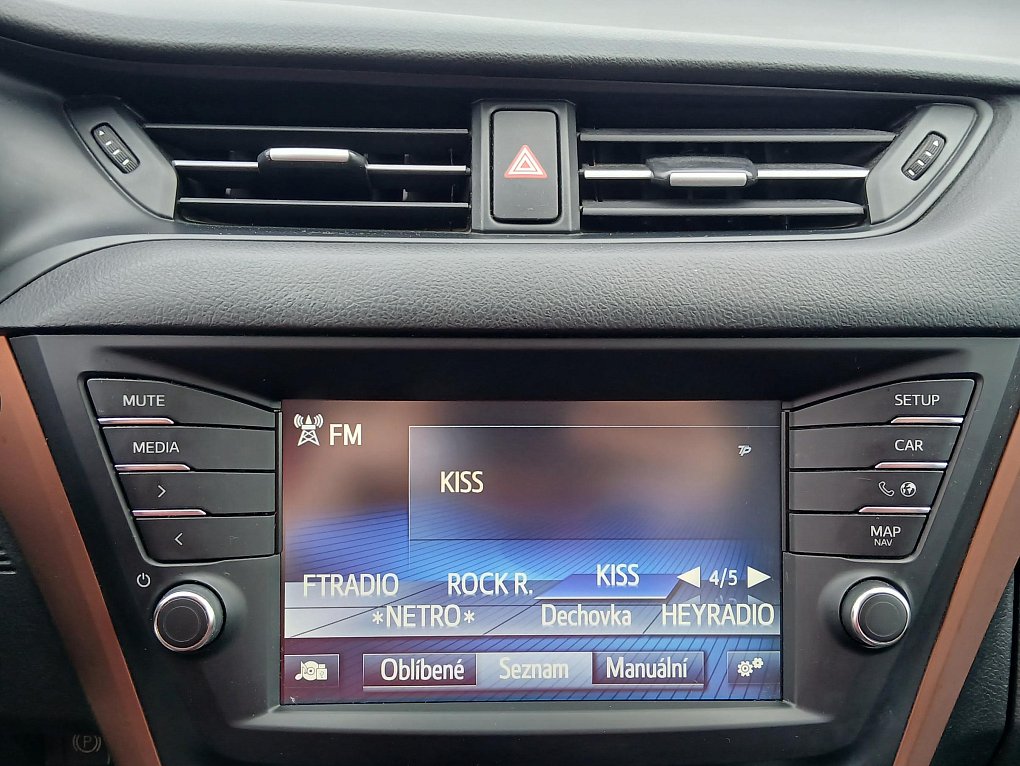 MUTE
MEDIA
SETUP
CAR
MAP
NAV
FM
TP
KISS
FTRADIO ROCK R. KISS 4/5
*NETRO* Dechovka HEYRADIO
Oblíbené Seznam Manuální
P